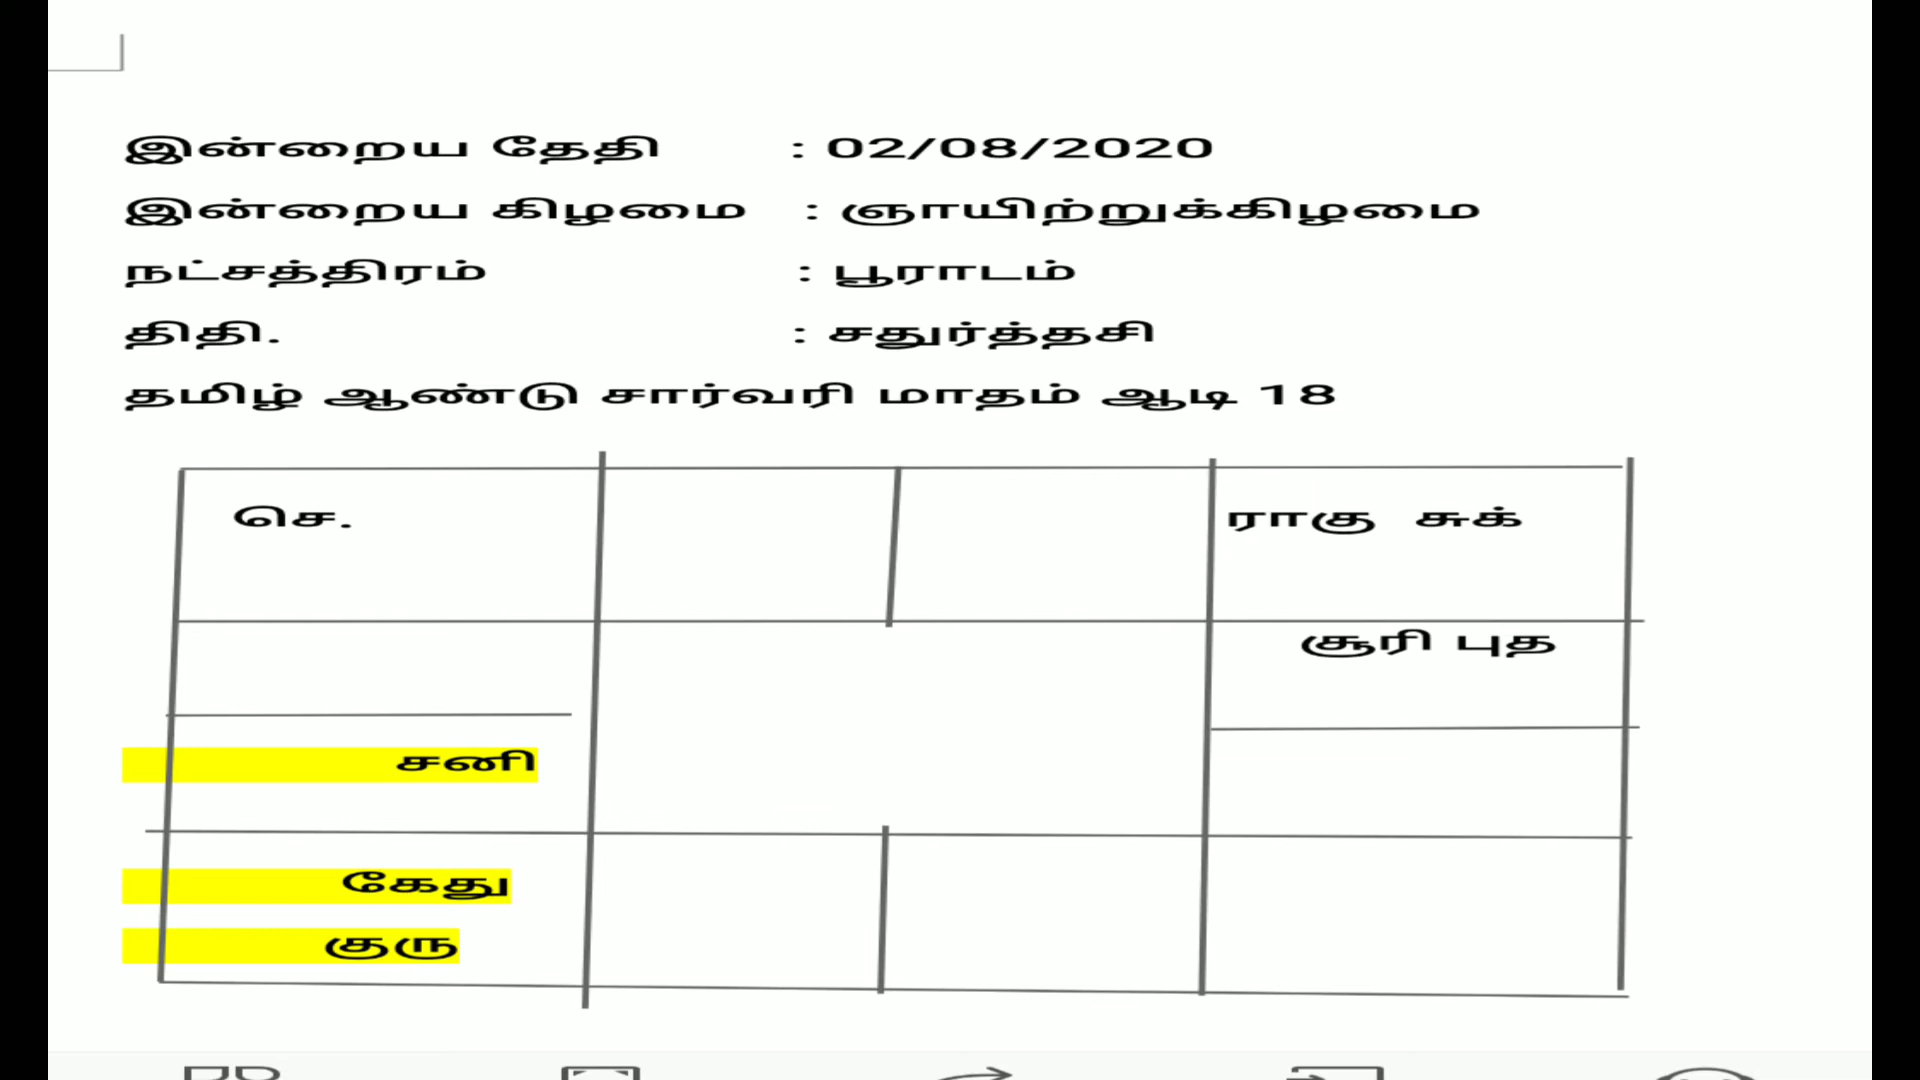 இன்றைய தேதி : 02/08/2020
இன்றைய கிழமை : ஞாயிற்றுக்கிழமை
நட்சத்திரம் : பூராடம்
திதி. : சதுர்த்தசி
தமிழ் ஆண்டு சார்வரி மாதம் ஆடி 18
செ. ராகு சுக்
சூரி புத
சனி
கேது
குரு